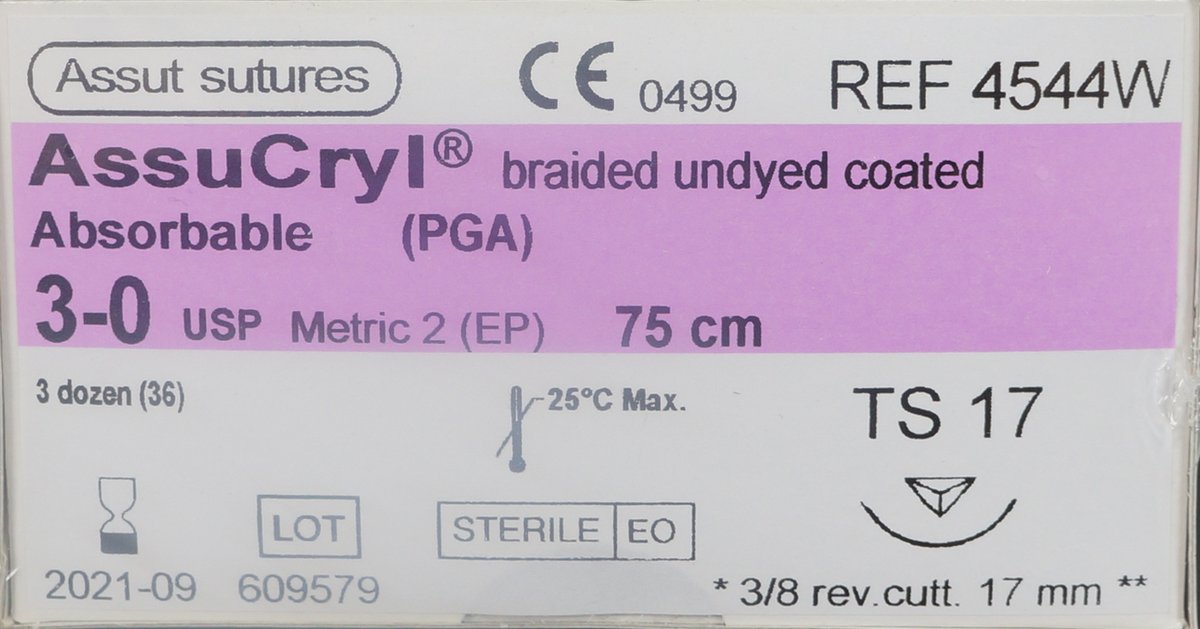 Assut sutures CE 0499 REF 4544W
AssuCryl® braided undyed coated
Absorbable (PGA)
3-0 USP Metric 2 (EP) 75 cm
3 dozen (36) 25°C Max. TS 17
LOT STERILE EO
2021-09 609579 * 3/8 rev.cutt. 17 mm **